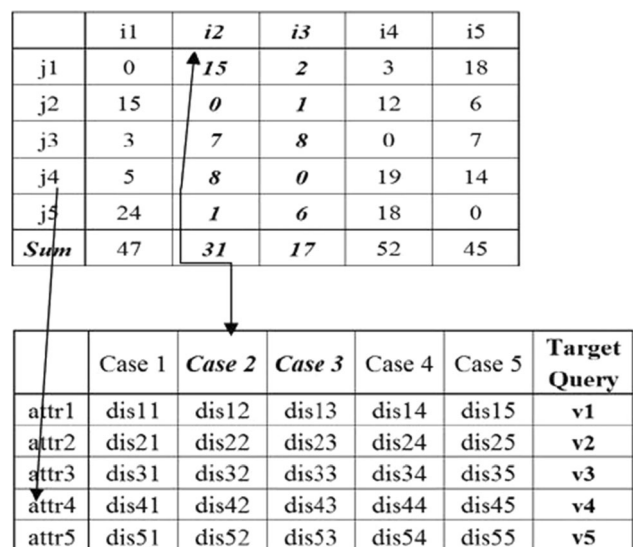 i1 i2 i3 i4 i5
j1 0 15 2 3 18
j2 15 0 1 12 6
j3 3 7 8 0 7
j4 5 8 0 19 14
j5 24 1 6 18 0
Sum 47 31 17 52 45
Case 1 Case 2 Case 3 Case 4 Case 5 Target Query
attr1 dis11 dis12 dis13 dis14 dis15 v1
attr2 dis21 dis22 dis23 dis24 dis25 v2
attr3 dis31 dis32 dis33 dis34 dis35 v3
attr4 dis41 dis42 dis43 dis44 dis45 v4
attr5 dis51 dis52 dis53 dis54 dis55 v5